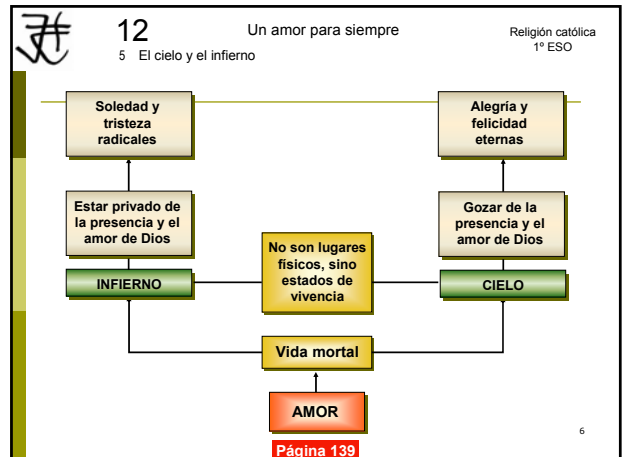 12
Un amor para siempre
Religión católica
1º ESO
5 El cielo y el infierno
Soledad y
tristeza
radicales
Alegría y
felicidad
eternas
Estar privado de
la presencia y el
amor de Dios
Gozar de la
presencia y el
amor de Dios
No son lugares
físicos, sino
estados de
vivencia
INFIERNO
CIELO
Vida mortal
AMOR
Página 139
6